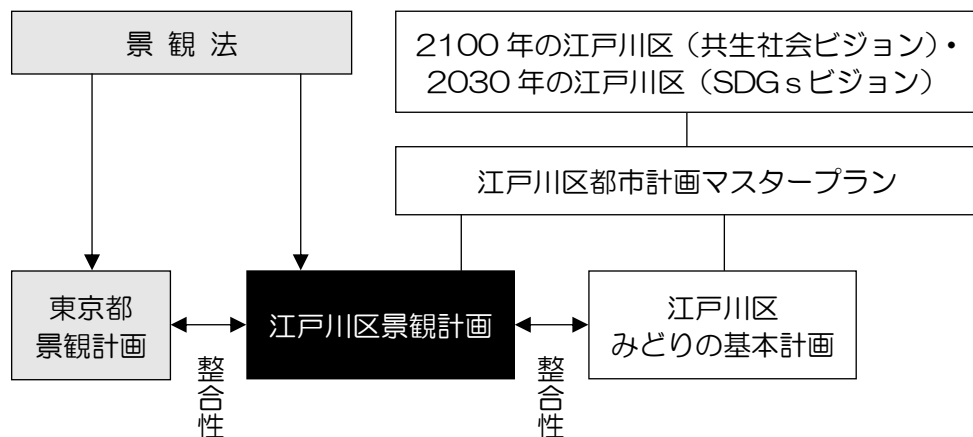 景観法
2100年の江戸川区（共生社会ビジョン）・
2030年の江戸川区（SDGｓビジョン）
江戸川区都市計画マスタープラン
東京都
景観計画
江戸川区景観計画
江戸川区
みどりの基本計画
整合性
整合性